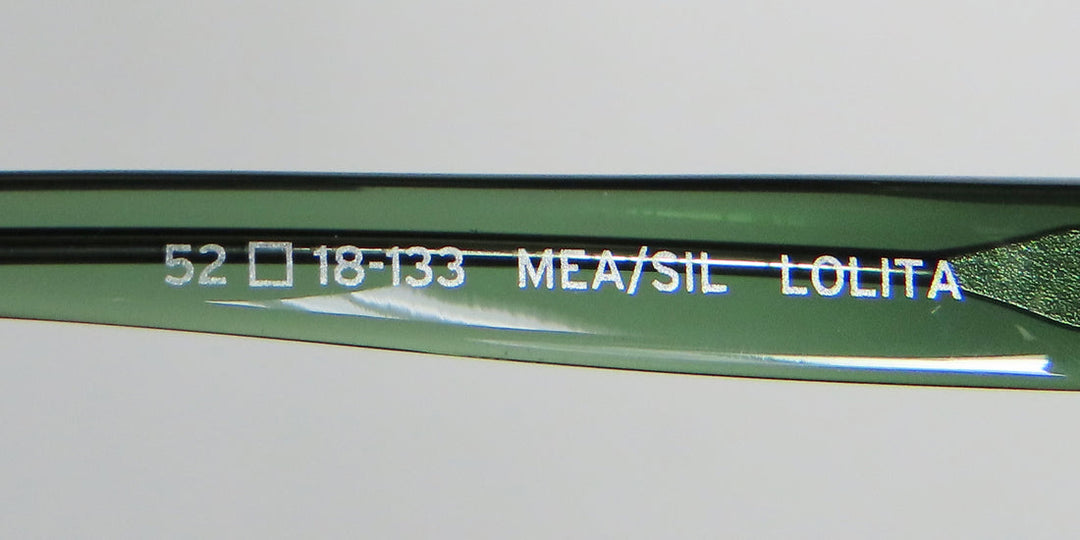 52 □ 18-133 MEA/SIL LOLITA